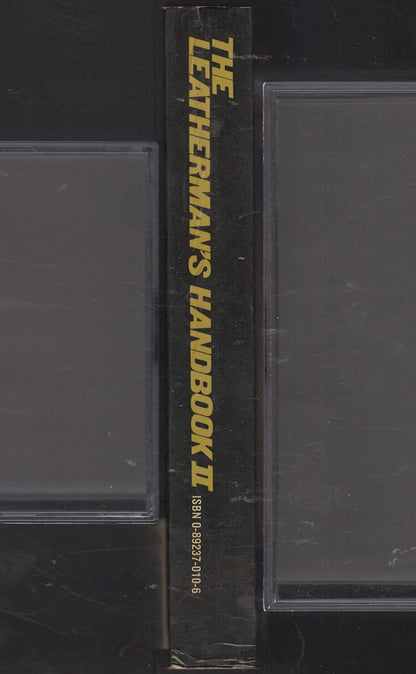 THE
LEATHERMAN'S HANDBOOK II
ISBN 0-89237-010-6